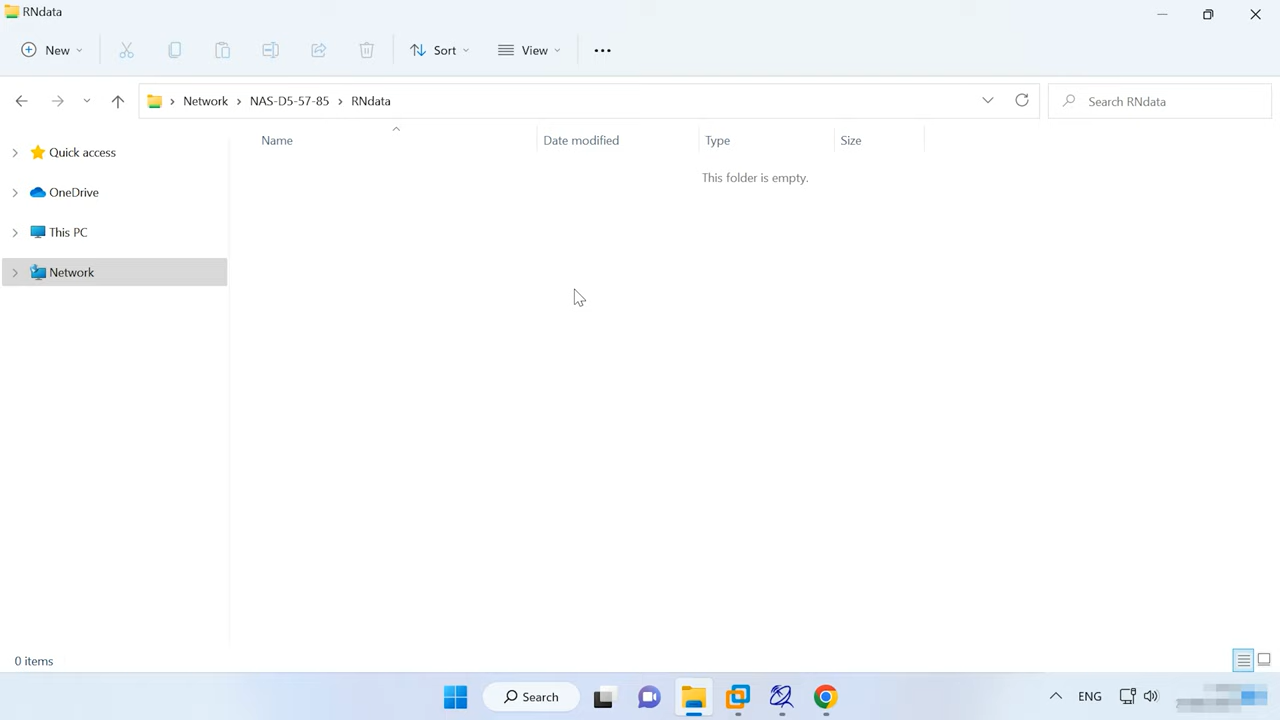 RNdata
New
Sort
View
Network > NAS-D5-57-85 > RNdata
Search RNdata
Name
Date modified
Type
Size
This folder is empty.
Quick access
OneDrive
This PC
Network
0 items
Search
ENG